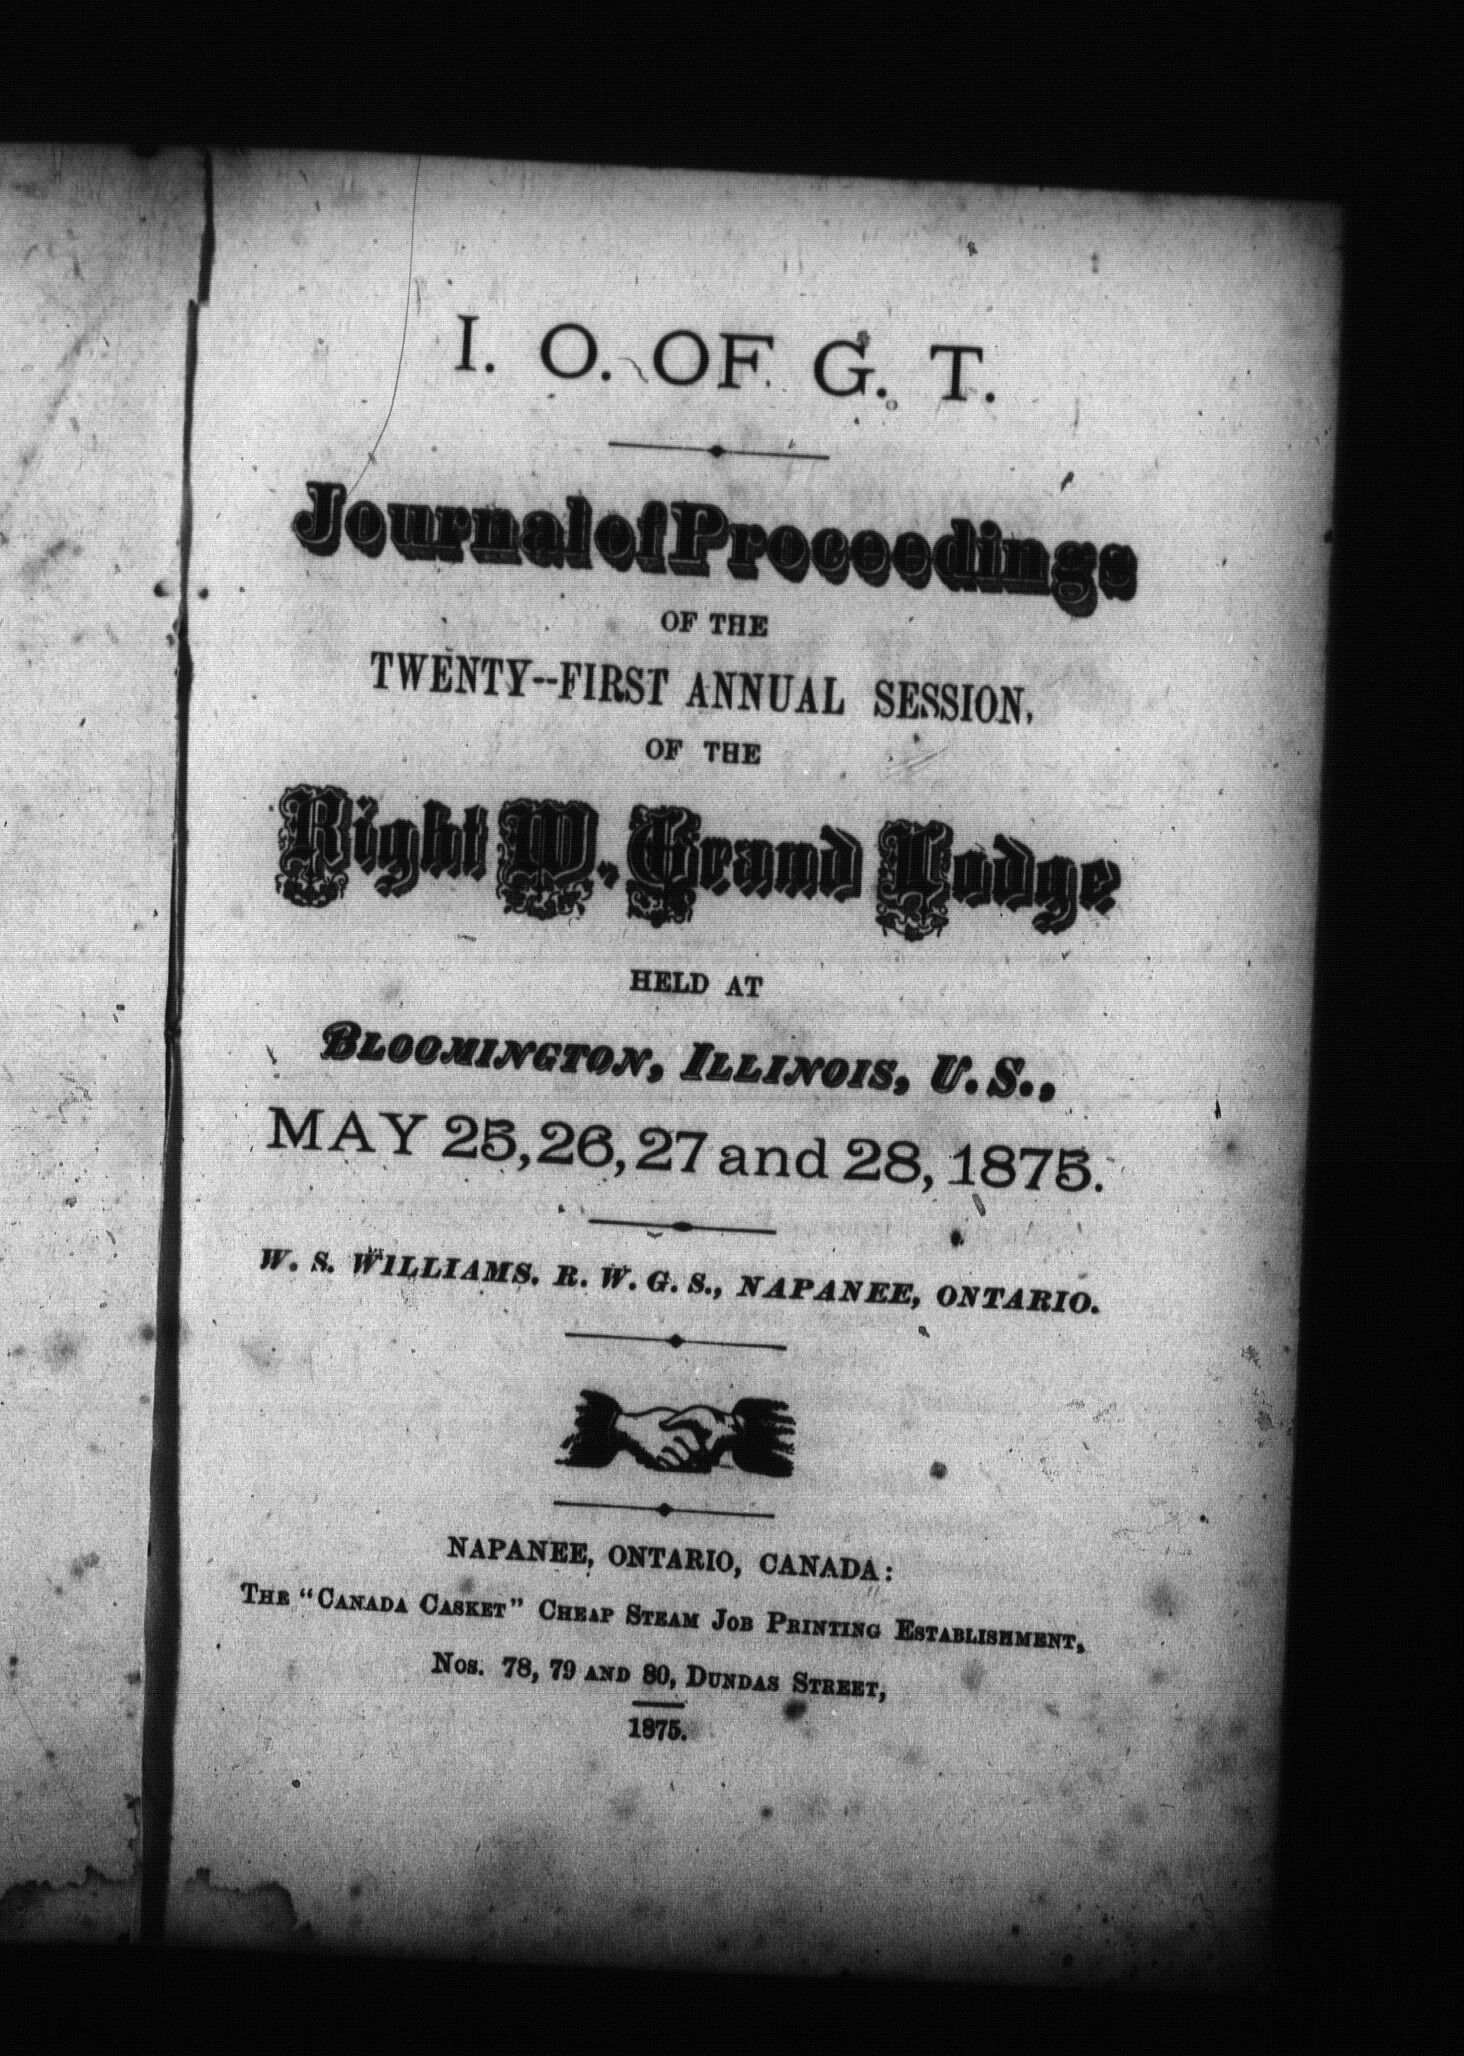 I. O. OF G. T.
Journal of Proceedings
OF THE
TWENTY--FIRST ANNUAL SESSION,
OF THE
Right W. Grand Lodge
HELD AT
BLOOMINGTON, ILLINOIS, U. S.,
MAY 25, 26, 27 and 28, 1875.
W. S. WILLIAMS. R. W. G. S., NAPANEE, ONTARIO.
NAPANEE, ONTARIO, CANADA:
THE "CANADA CASKET" CHEAP STEAM JOB PRINTING ESTABLISHMENT,
NOS. 78, 79 AND 80, DUNDAS STREET,
1875.